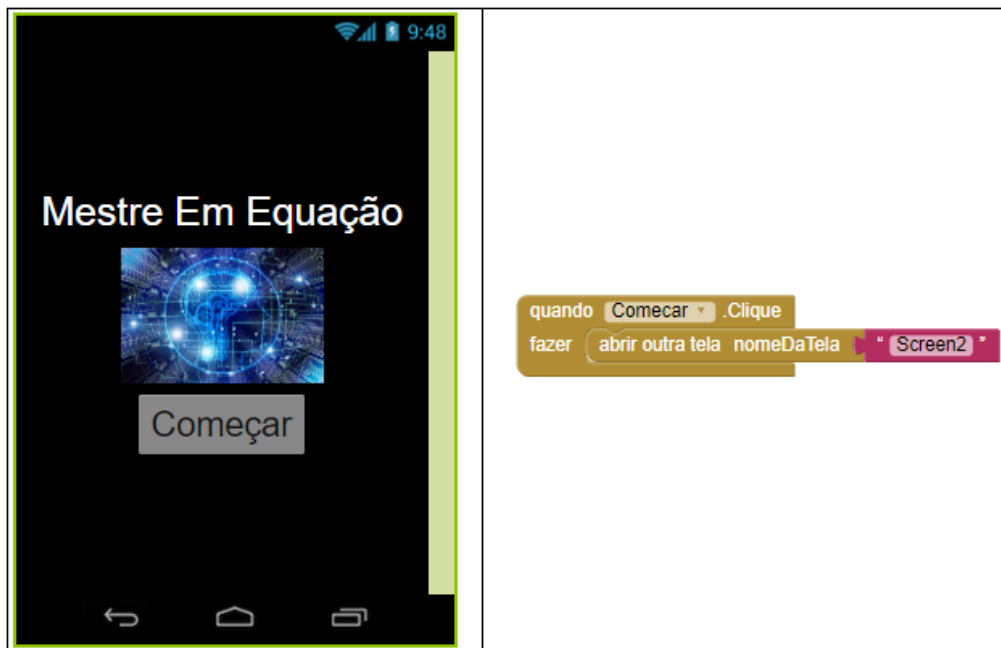 9:48
Mestre Em Equação
Começar
quando Comecar .Clique
fazer abrir outra tela nomeDaTela " Screen2 "